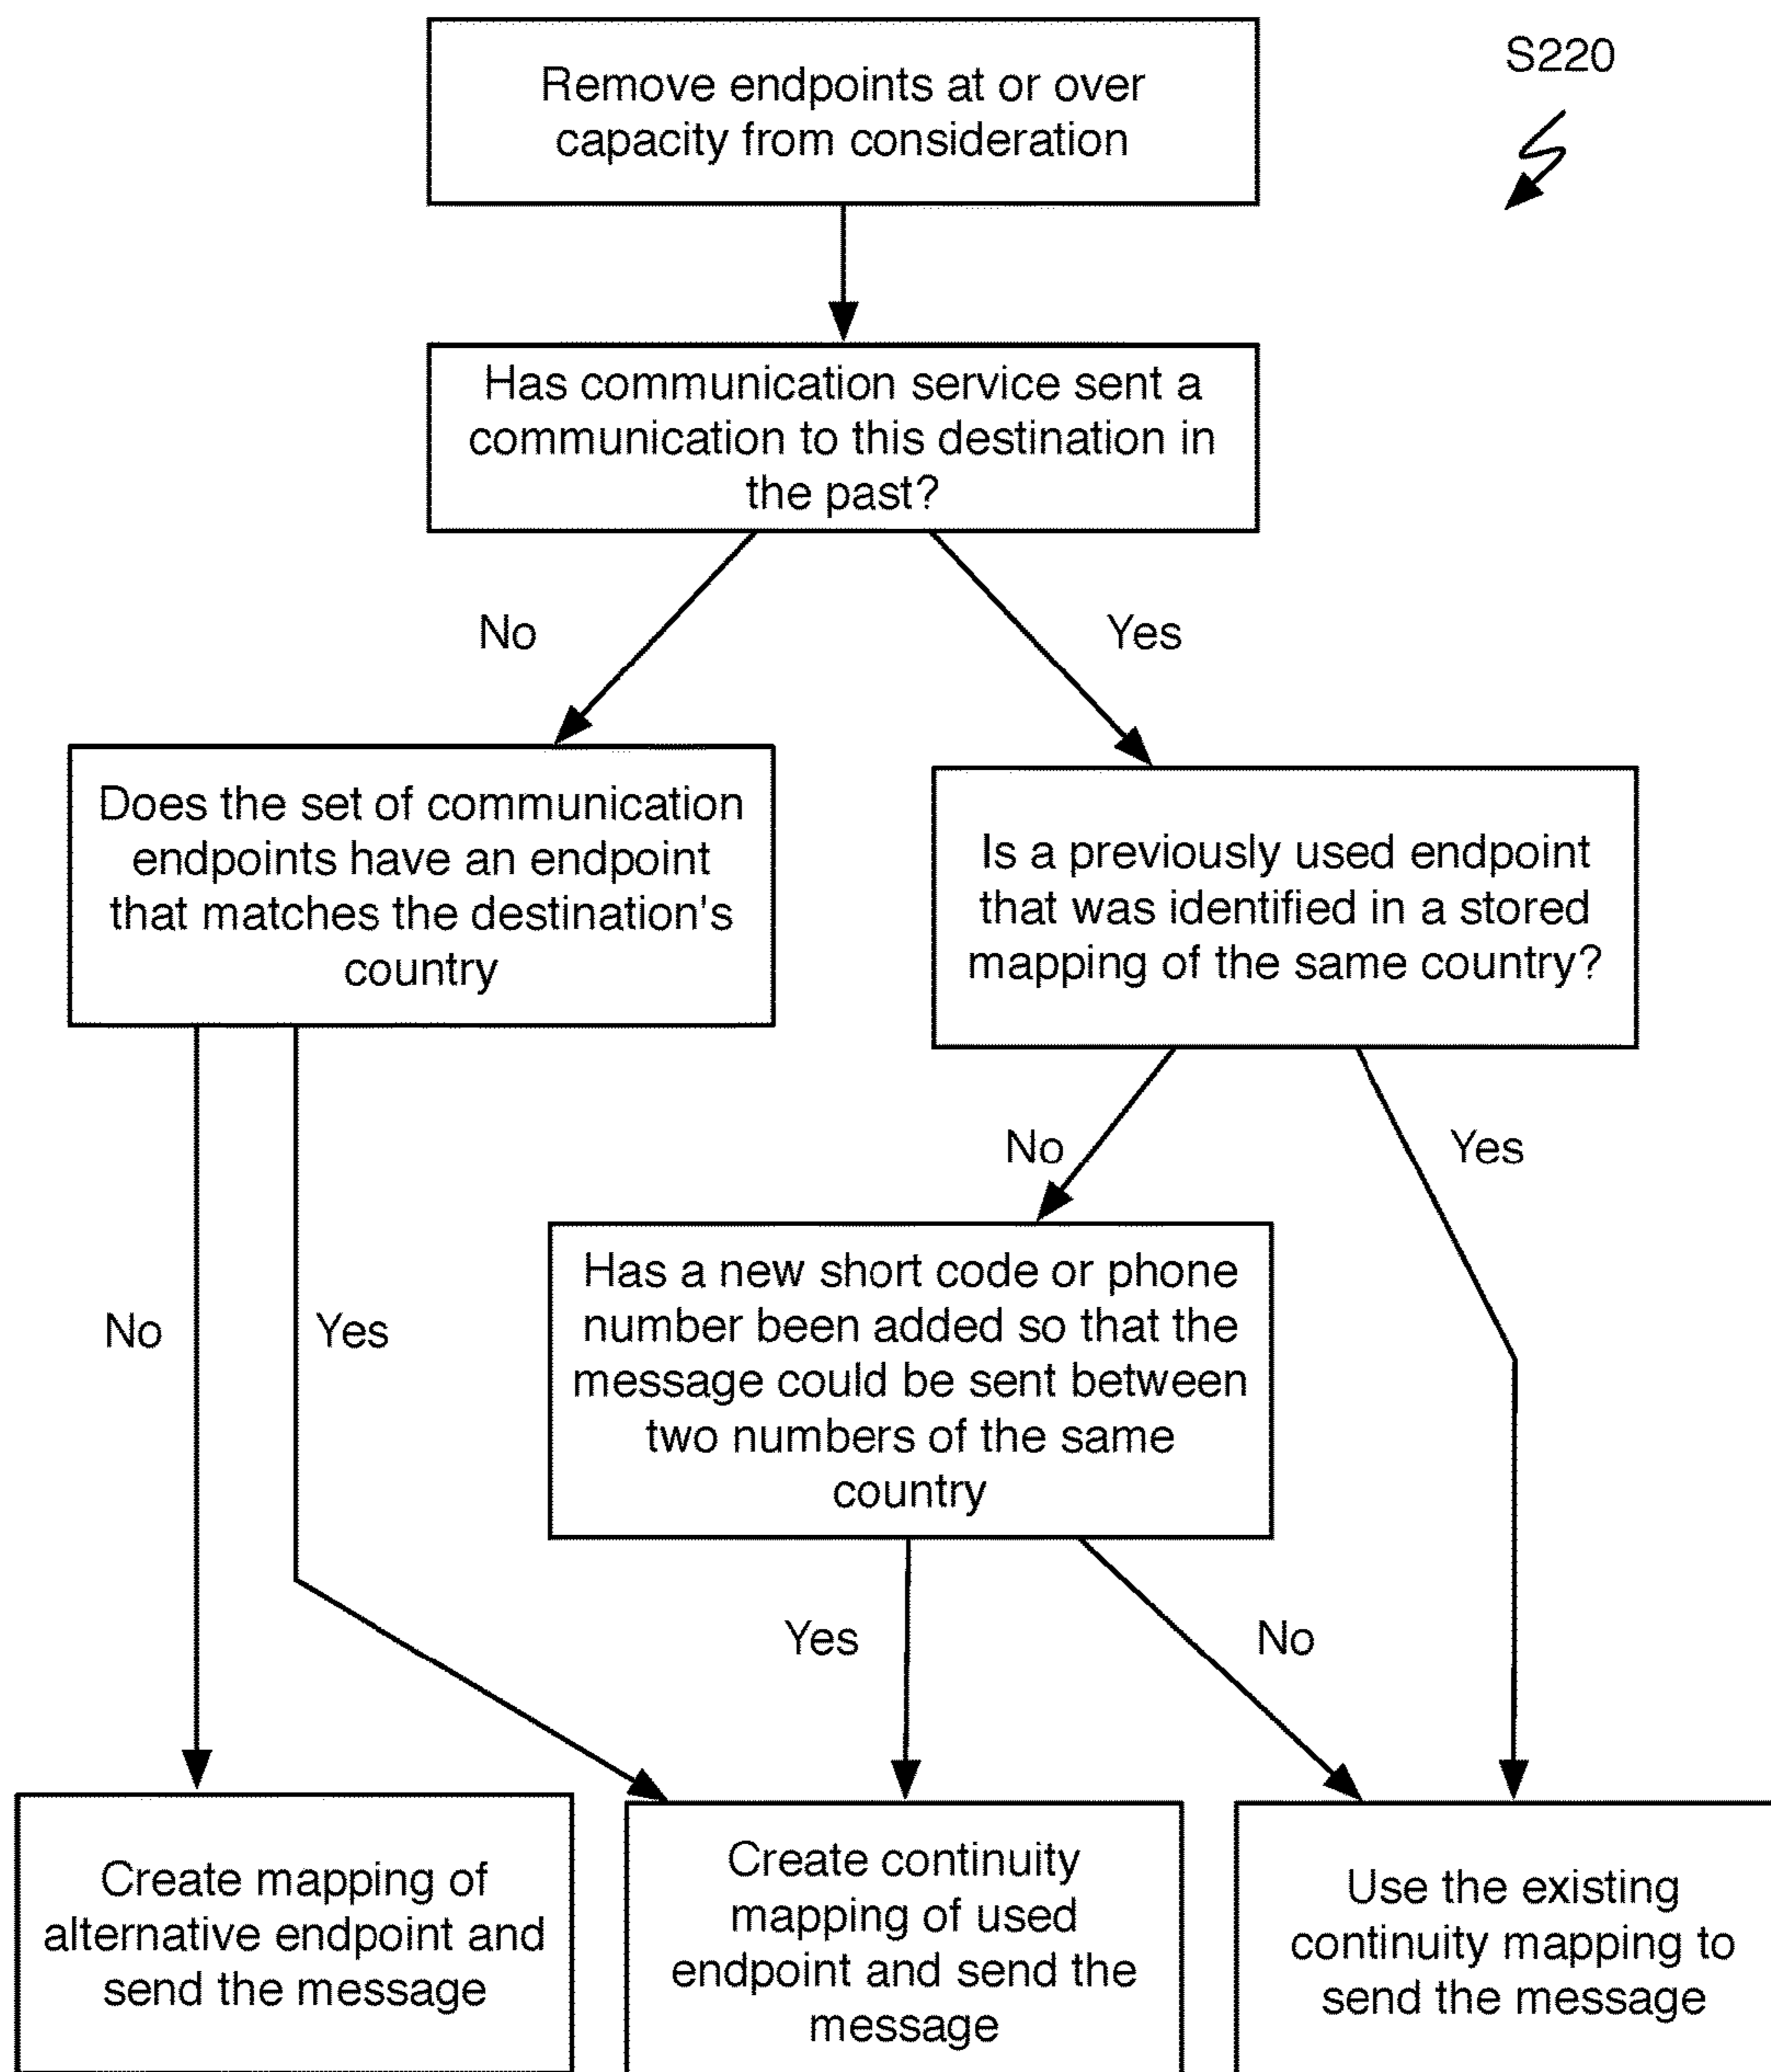 Remove endpoints at or over
capacity from consideration
S220
Has communication service sent a
communication to this destination in
the past?
No
Yes
Does the set of communication
endpoints have an endpoint
that matches the destination's
country
Is a previously used endpoint
that was identified in a stored
mapping of the same country?
No
Yes
Has a new short code or phone
number been added so that the
message could be sent between
two numbers of the same
country
No
Yes
Yes
No
Create mapping of
alternative endpoint and
send the message
Create continuity
mapping of used
endpoint and send the
message
Use the existing
continuity mapping to
send the message